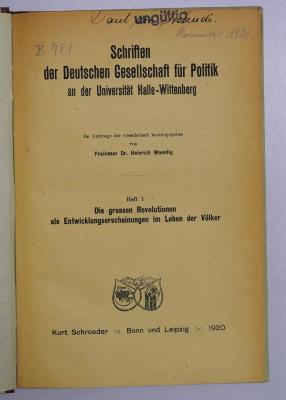 ungültig
November 1921.
B 781
Schriften
der Deutschen Gesellschaft für Politik
an der Universität Halle-Wittenberg
Im Auftrage der Gesellschaft herausgegeben
von
Professor Dr. Heinrich Waentig
Heft 1
Die grossen Revolutionen
als Entwicklungserscheinungen im Leben der Völker
Kurt Schroeder :-: Bonn und Leipzig :-: 1920